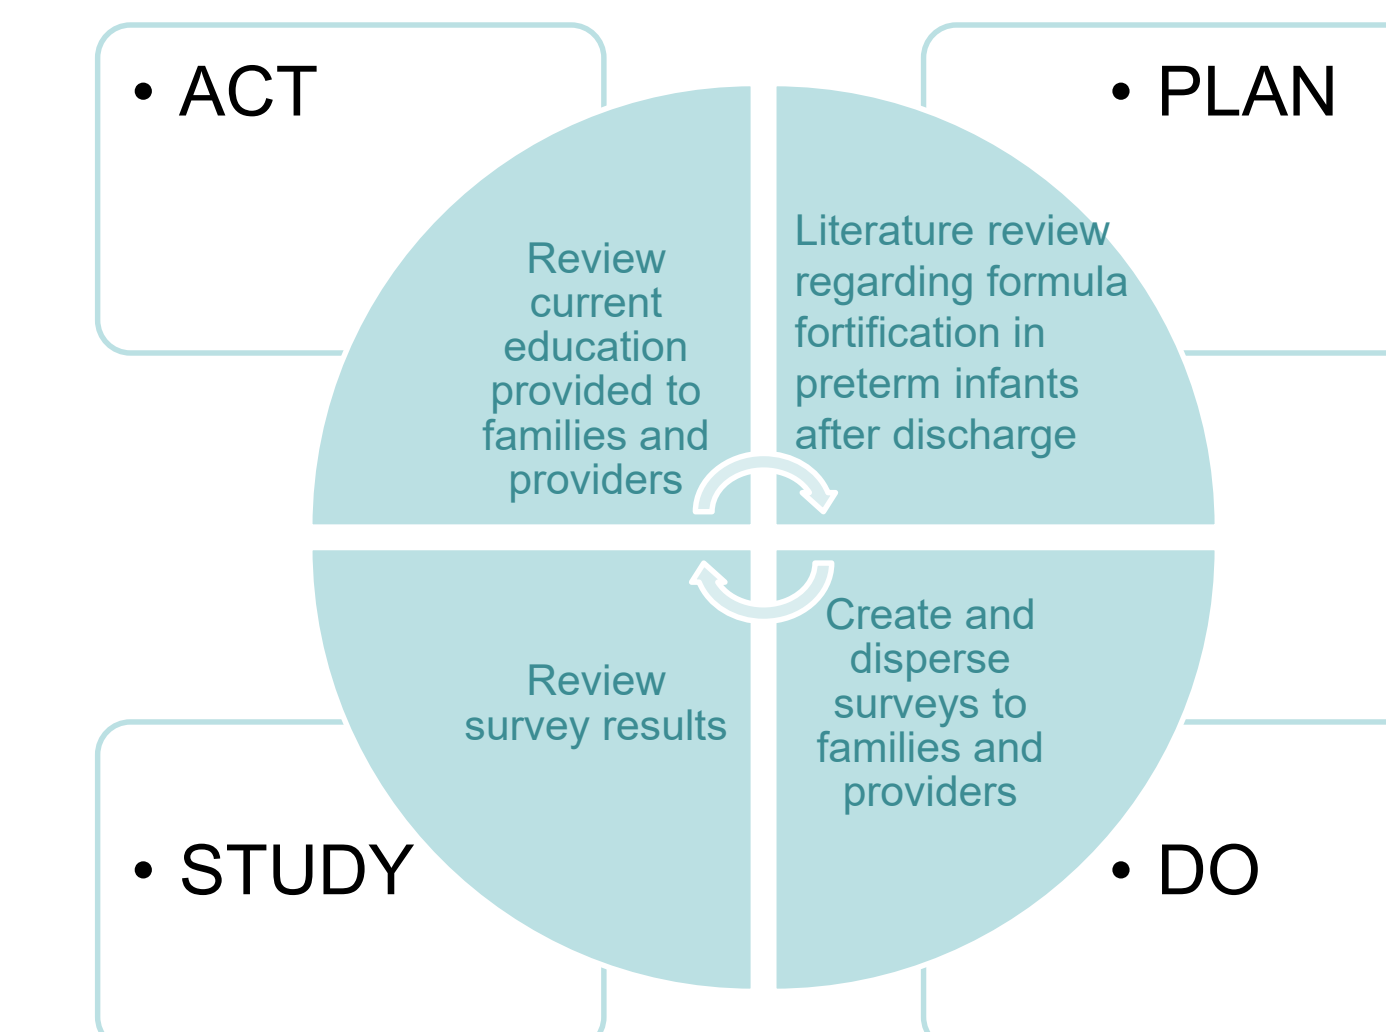 • ACT
• PLAN
Review
current
education
provided to
families and
providers
Literature review
regarding formula
fortification in
preterm infants
after discharge
Review
survey results
Create and
disperse
surveys to
families and
providers
• STUDY
• DO